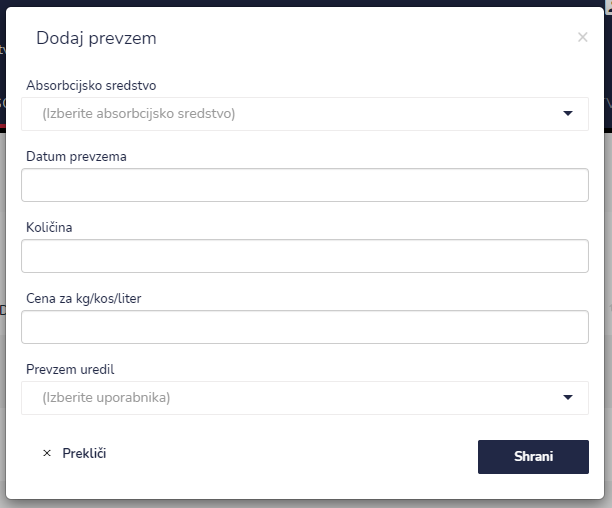 Dodaj prevzem
Absorbcijsko sredstvo
(Izberite absorbcijsko sredstvo)
Datum prevzema
Količina
Cena za kg/kos/liter
Prevzem uredil
(Izberite uporabnika)
× Prekliči
Shrani